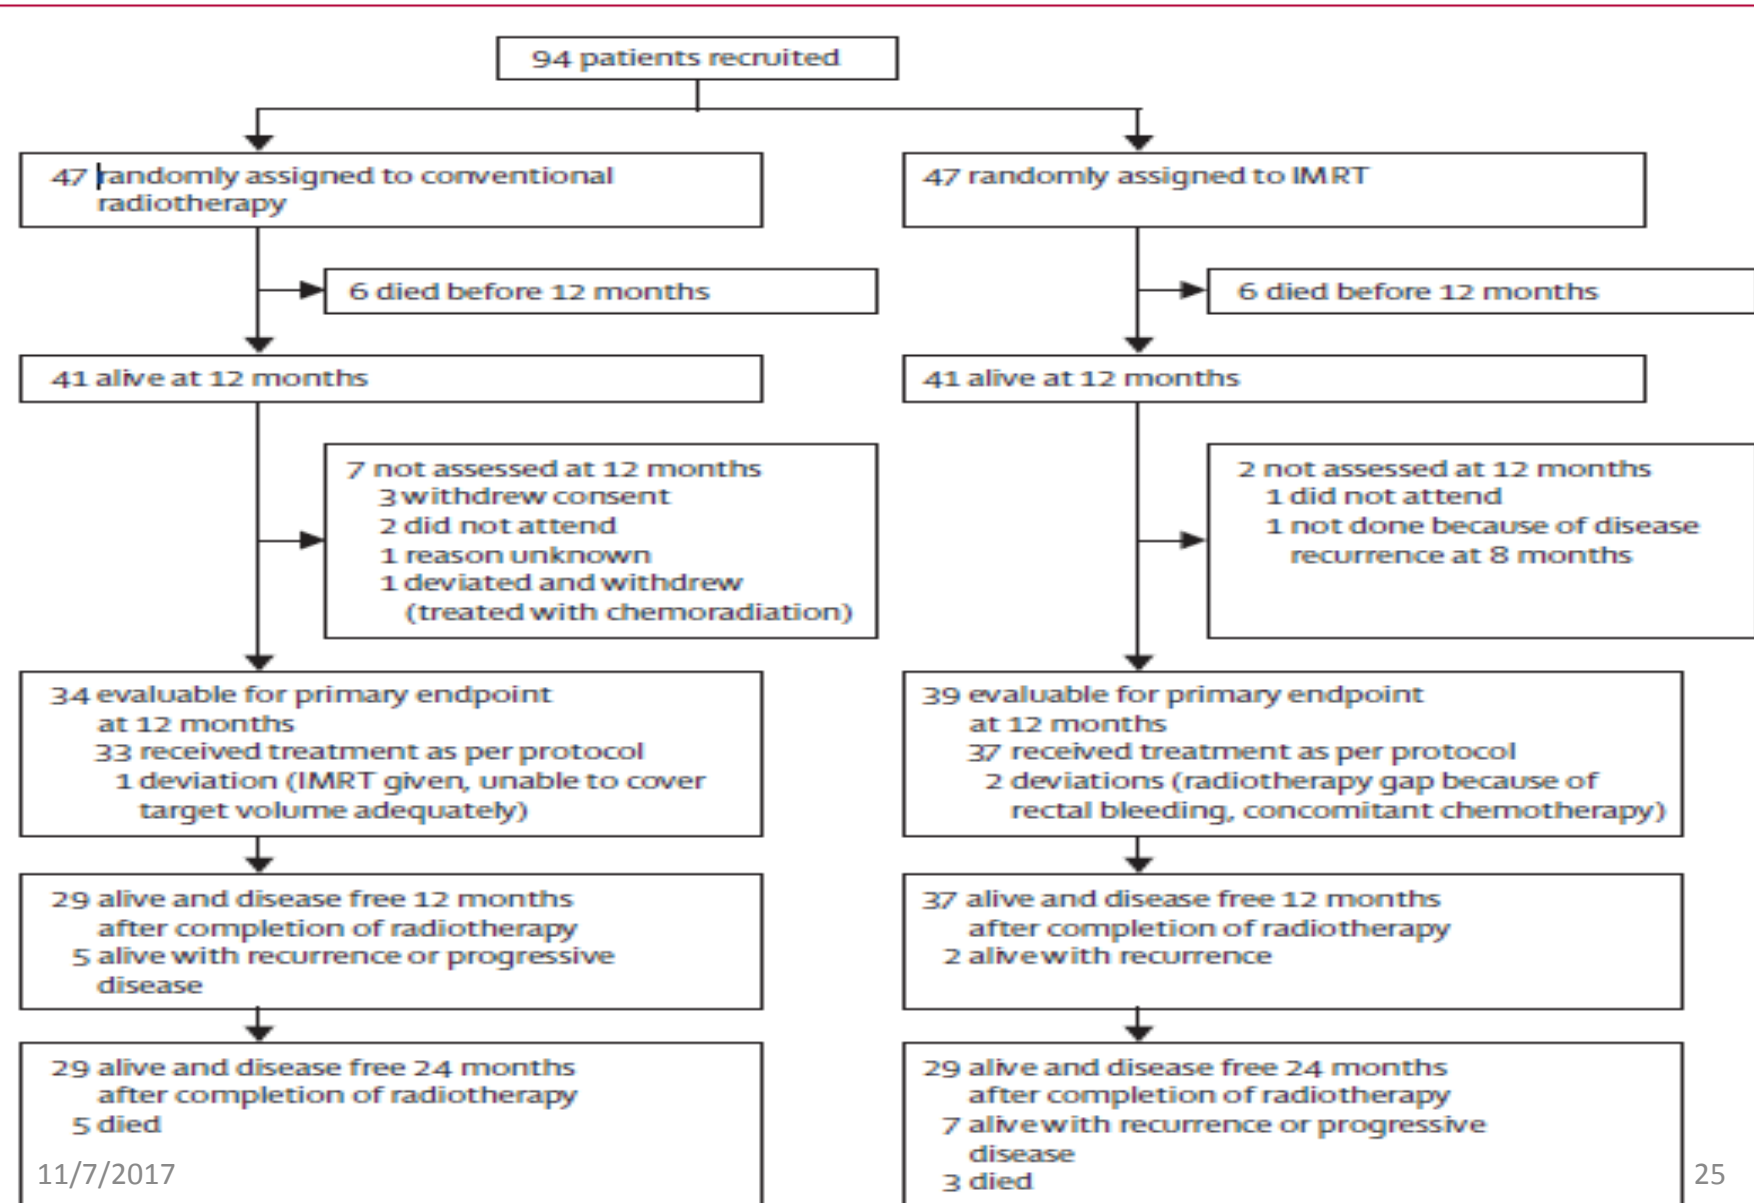 94 patients recruited
47 randomly assigned to conventional
radiotherapy
47 randomly assigned to IMRT
6 died before 12 months
6 died before 12 months
41 alive at 12 months
41 alive at 12 months
7 not assessed at 12 months
3 withdrew consent
2 did not attend
1 reason unknown
1 deviated and withdrew
(treated with chemoradiation)
2 not assessed at 12 months
1 did not attend
1 not done because of disease
recurrence at 8 months
34 evaluable for primary endpoint
at 12 months
33 received treatment as per protocol
1 deviation (IMRT given, unable to cover
target volume adequately)
39 evaluable for primary endpoint
at 12 months
37 received treatment as per protocol
2 deviations (radiotherapy gap because of
rectal bleeding, concomitant chemotherapy)
29 alive and disease free 12 months
after completion of radiotherapy
5 alive with recurrence or progressive
disease
37 alive and disease free 12 months
after completion of radiotherapy
2 alive with recurrence
29 alive and disease free 24 months
after completion of radiotherapy
5 died
29 alive and disease free 24 months
after completion of radiotherapy
7 alive with recurrence or progressive
disease
3 died
11/7/2017
25